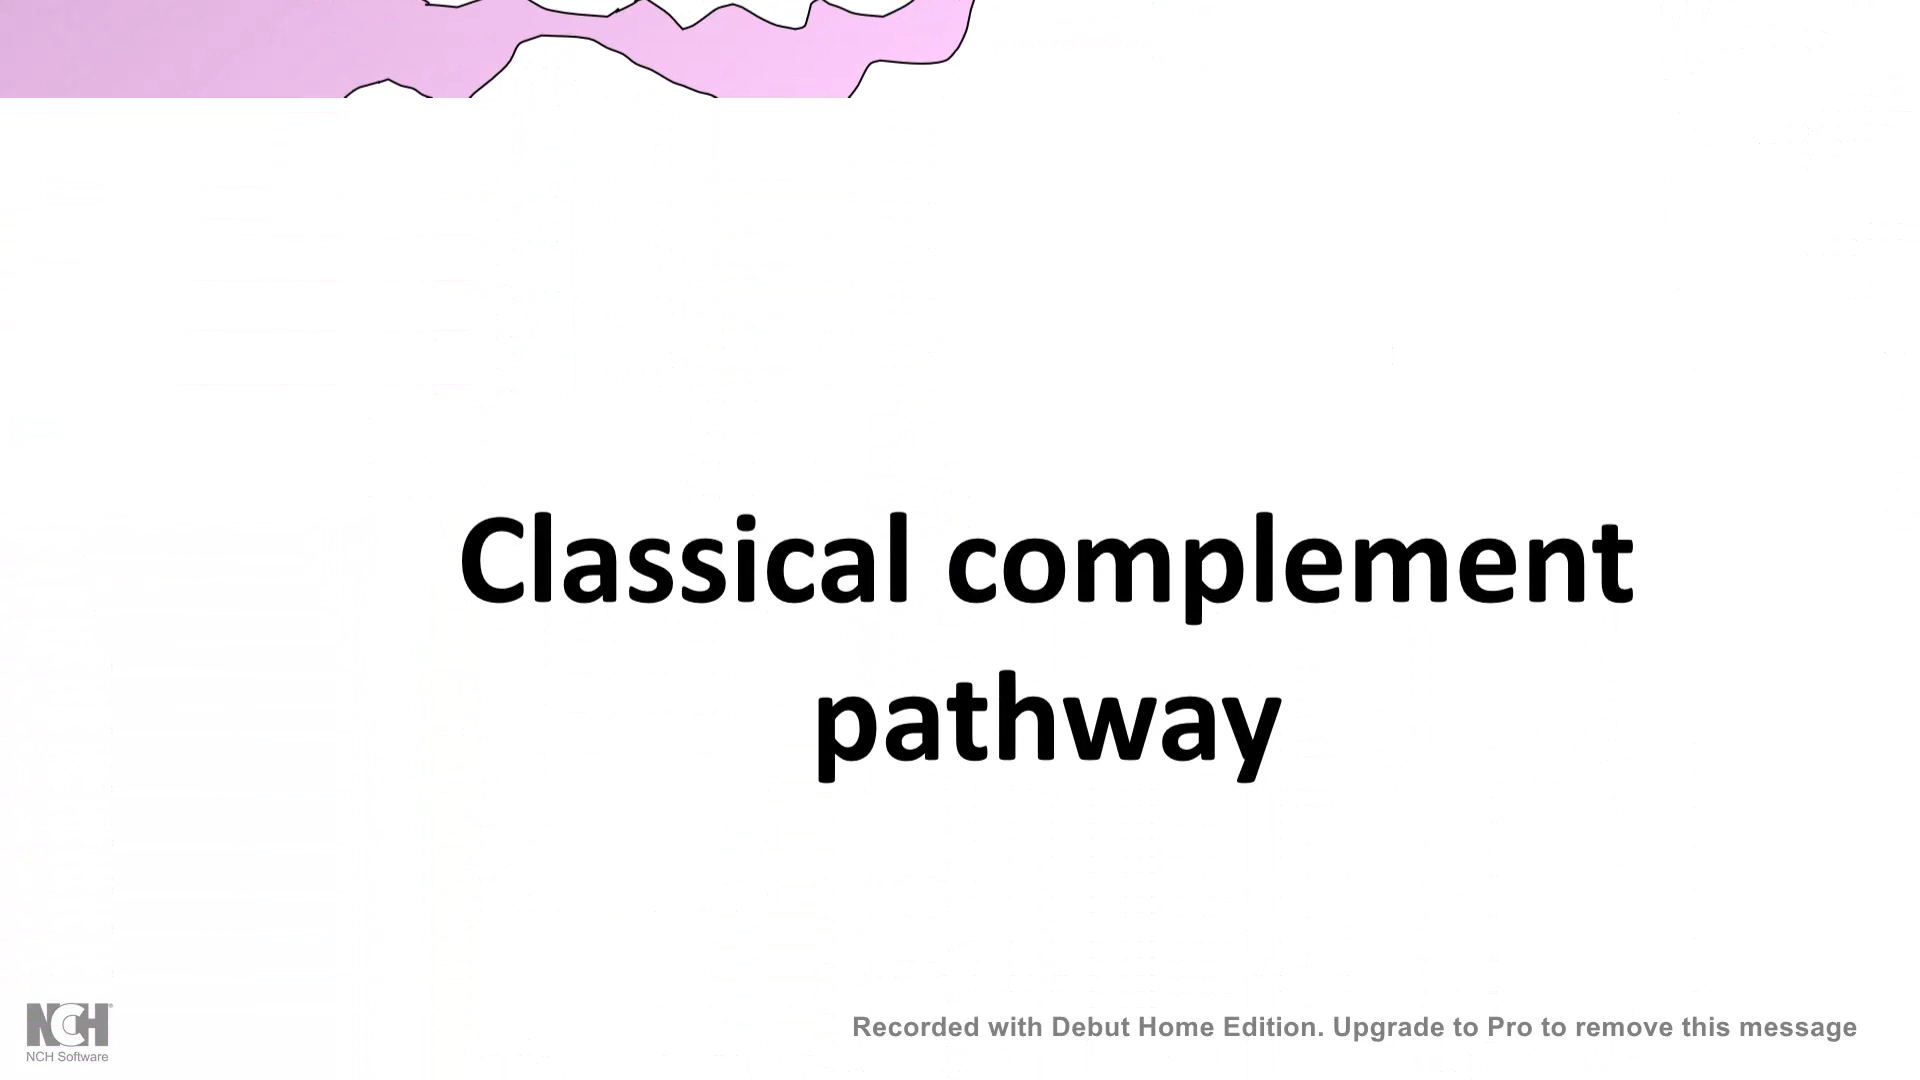 Classical complement
pathway
NCH
NCH Software
Recorded with Debut Home Edition. Upgrade to Pro to remove this message